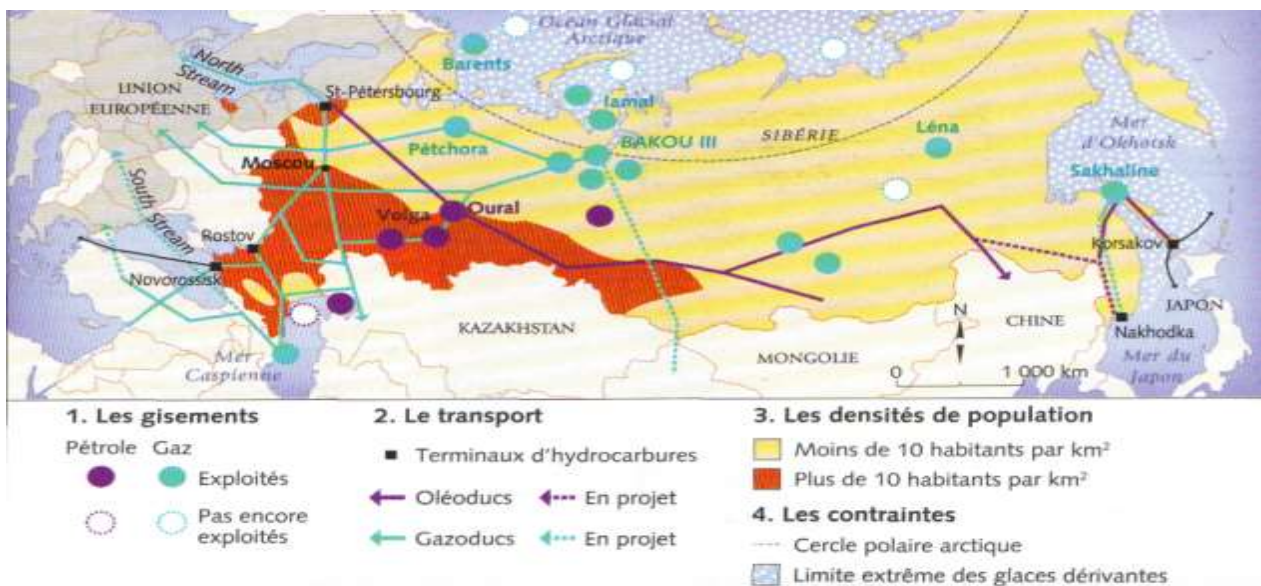 Océan Glacial
Arctique
Barents
North
Stream
UNION
EUROPÉENNE
St-Pétersbourg
Iamal
SIBÉRIE
Léna
Mer
d'Okhotsk
BAKOU III
Pétchora
Moscou
Sakhaline
South Stream
Volga
Oural
Rostov
Korsakov
Novorossisk
JAPON
KAZAKHSTAN
N
CHINE
Nakhodka
Mer
Caspienne
MONGOLIE
0 1 000 km
Mer du
Japon
1. Les gisements
Pétrole Gaz
Exploités
Pas encore
exploités
2. Le transport
Terminaux d'hydrocarbures
Oléoducs En projet
Gazoducs En projet
3. Les densités de population
Moins de 10 habitants par km²
Plus de 10 habitants par km²
4. Les contraintes
Cercle polaire arctique
Limite extrême des glaces dérivantes